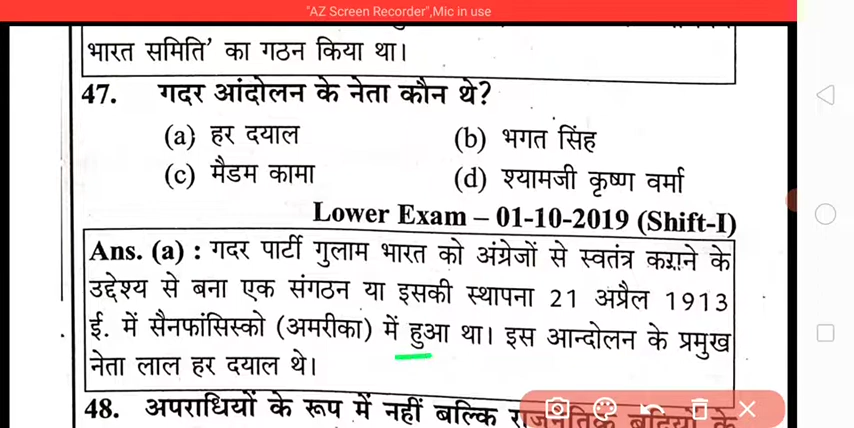 "AZ Screen Recorder",Mic in use
भारत समिति' का गठन किया था।
47. गदर आंदोलन के नेता कौन थे?
(a) हर दयाल (b) भगत सिंह
(c) मैडम कामा (d) श्यामजी कृष्ण वर्मा
Lower Exam – 01-10-2019 (Shift-I)
Ans. (a) : गदर पार्टी गुलाम भारत को अंग्रेजों से स्वतंत्र कराने के
उद्देश्य से बना एक संगठन या इसकी स्थापना 21 अप्रैल 1913
ई. में सैनफांसिस्को (अमरीका) में हुआ था। इस आन्दोलन के प्रमुख
नेता लाल हर दयाल थे।
48. अपराधियों के रूप में नहीं बल्कि